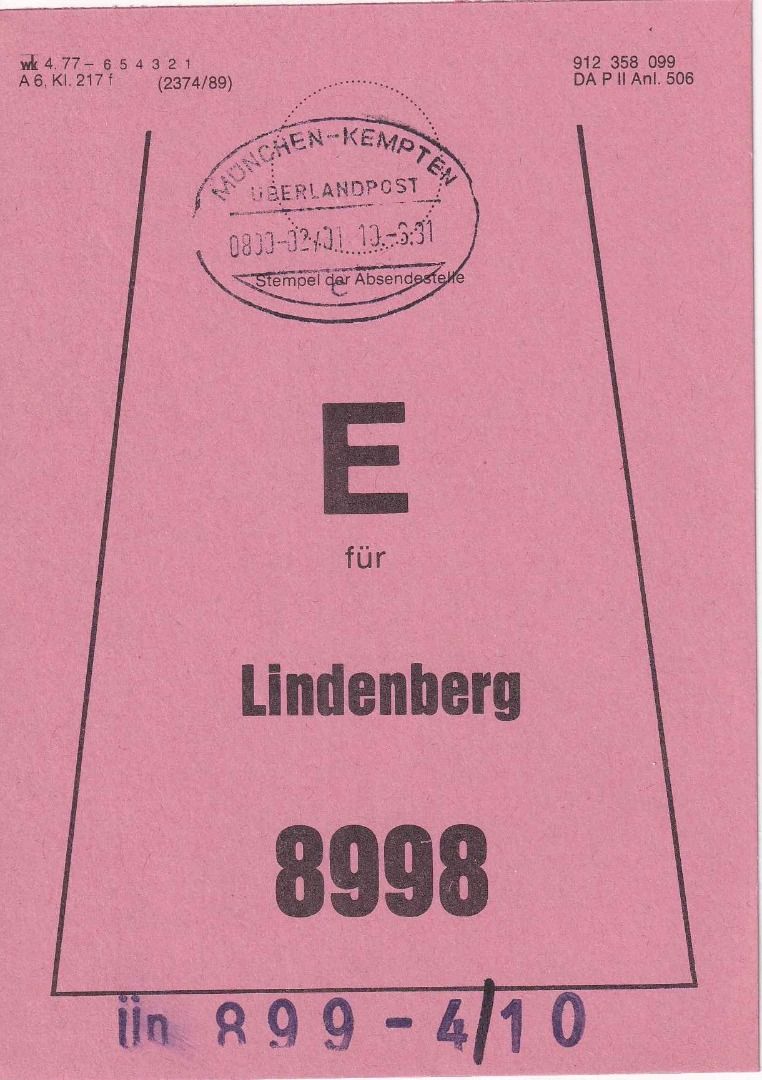 wk 4. 77 – 6 5 4 3 2 1
A 6, Kl. 217 f (2374/89)
912 358 099
DA P II Anl. 506
MÜNCHEN-KEMPTEN
ÜBERLANDPOST
Stempel der Absendestelle
c
E
für
Lindenberg
8998
Ün 899-4/10